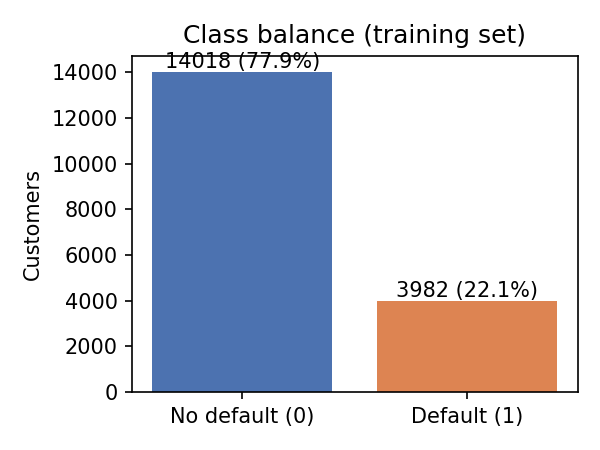 Class balance (training set)
14018 (77.9%)
14000
12000
10000
8000
6000
4000
2000
0
Customers
3982 (22.1%)
No default (0)
Default (1)